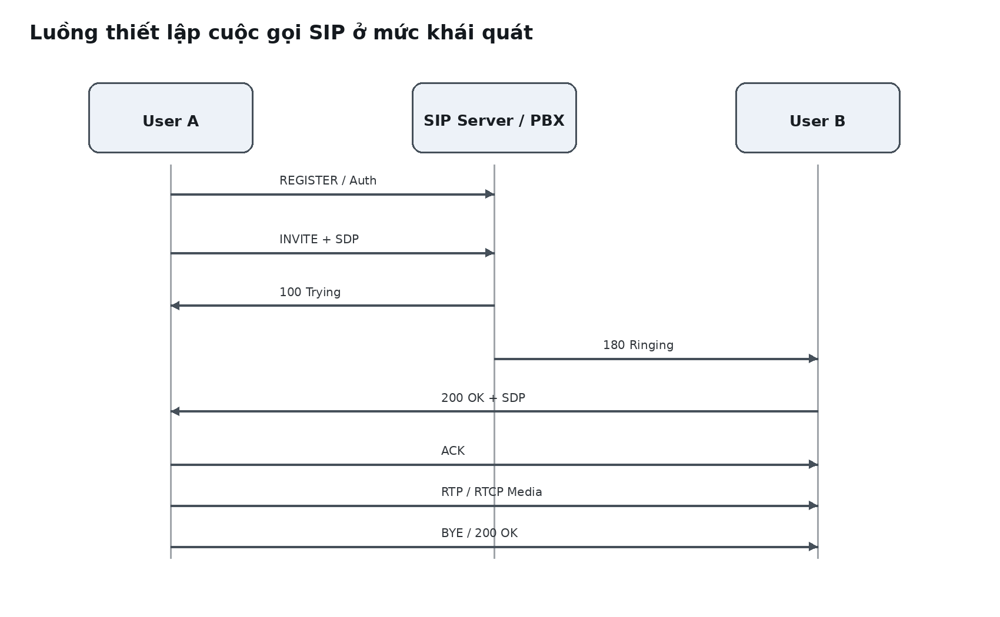 Luồng thiết lập cuộc gọi SIP ở mức khái quát
User A
SIP Server / PBX
User B
REGISTER / Auth
INVITE + SDP
100 Trying
180 Ringing
200 OK + SDP
ACK
RTP / RTCP Media
BYE / 200 OK